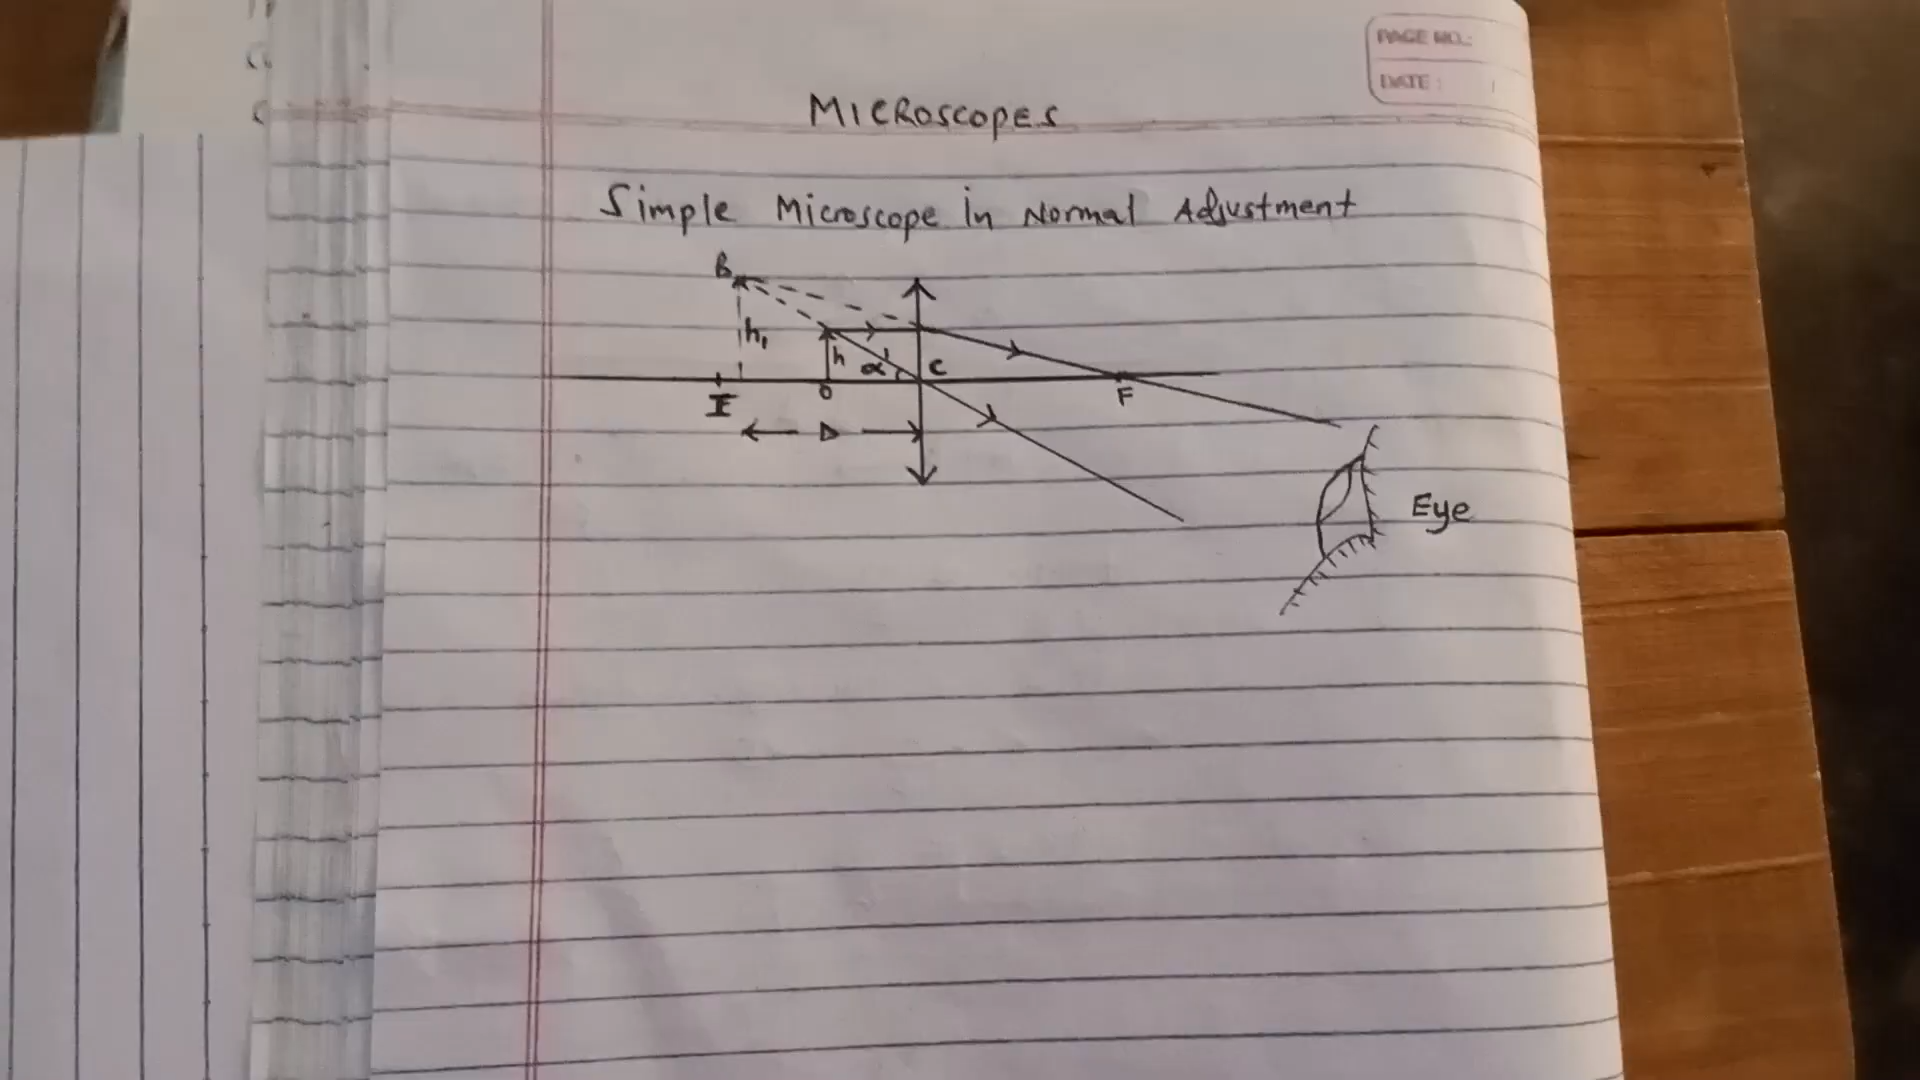 PAGE NO.:
DATE :
MICROSCOPES
Simple Microscope in Normal Adjustment
B
h₁
h α' C
I O F
← D →
Eye